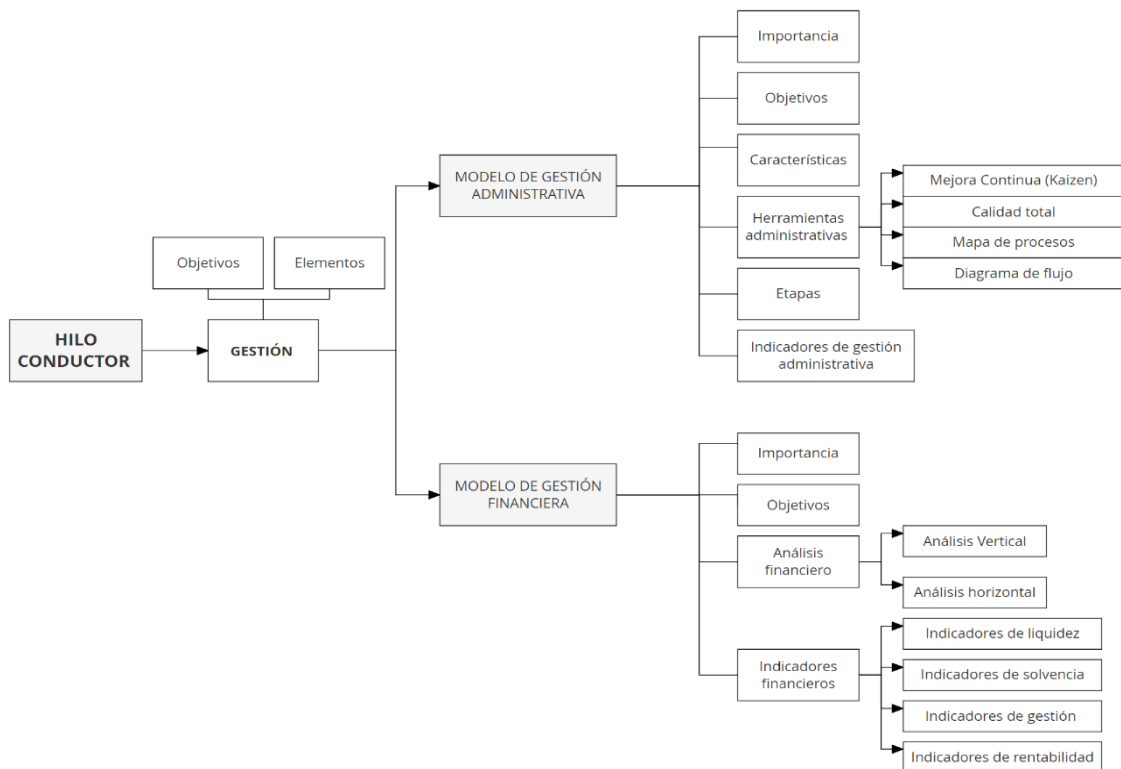 HILO
CONDUCTOR
Objetivos
Elementos
GESTIÓN
MODELO DE GESTIÓN
ADMINISTRATIVA
Importancia
Objetivos
Características
Herramientas
administrativas
Mejora Continua (Kaizen)
Calidad total
Mapa de procesos
Diagrama de flujo
Etapas
Indicadores de gestión
administrativa
MODELO DE GESTIÓN
FINANCIERA
Importancia
Objetivos
Análisis
financiero
Análisis Vertical
Análisis horizontal
Indicadores
financieros
Indicadores de liquidez
Indicadores de solvencia
Indicadores de gestión
Indicadores de rentabilidad